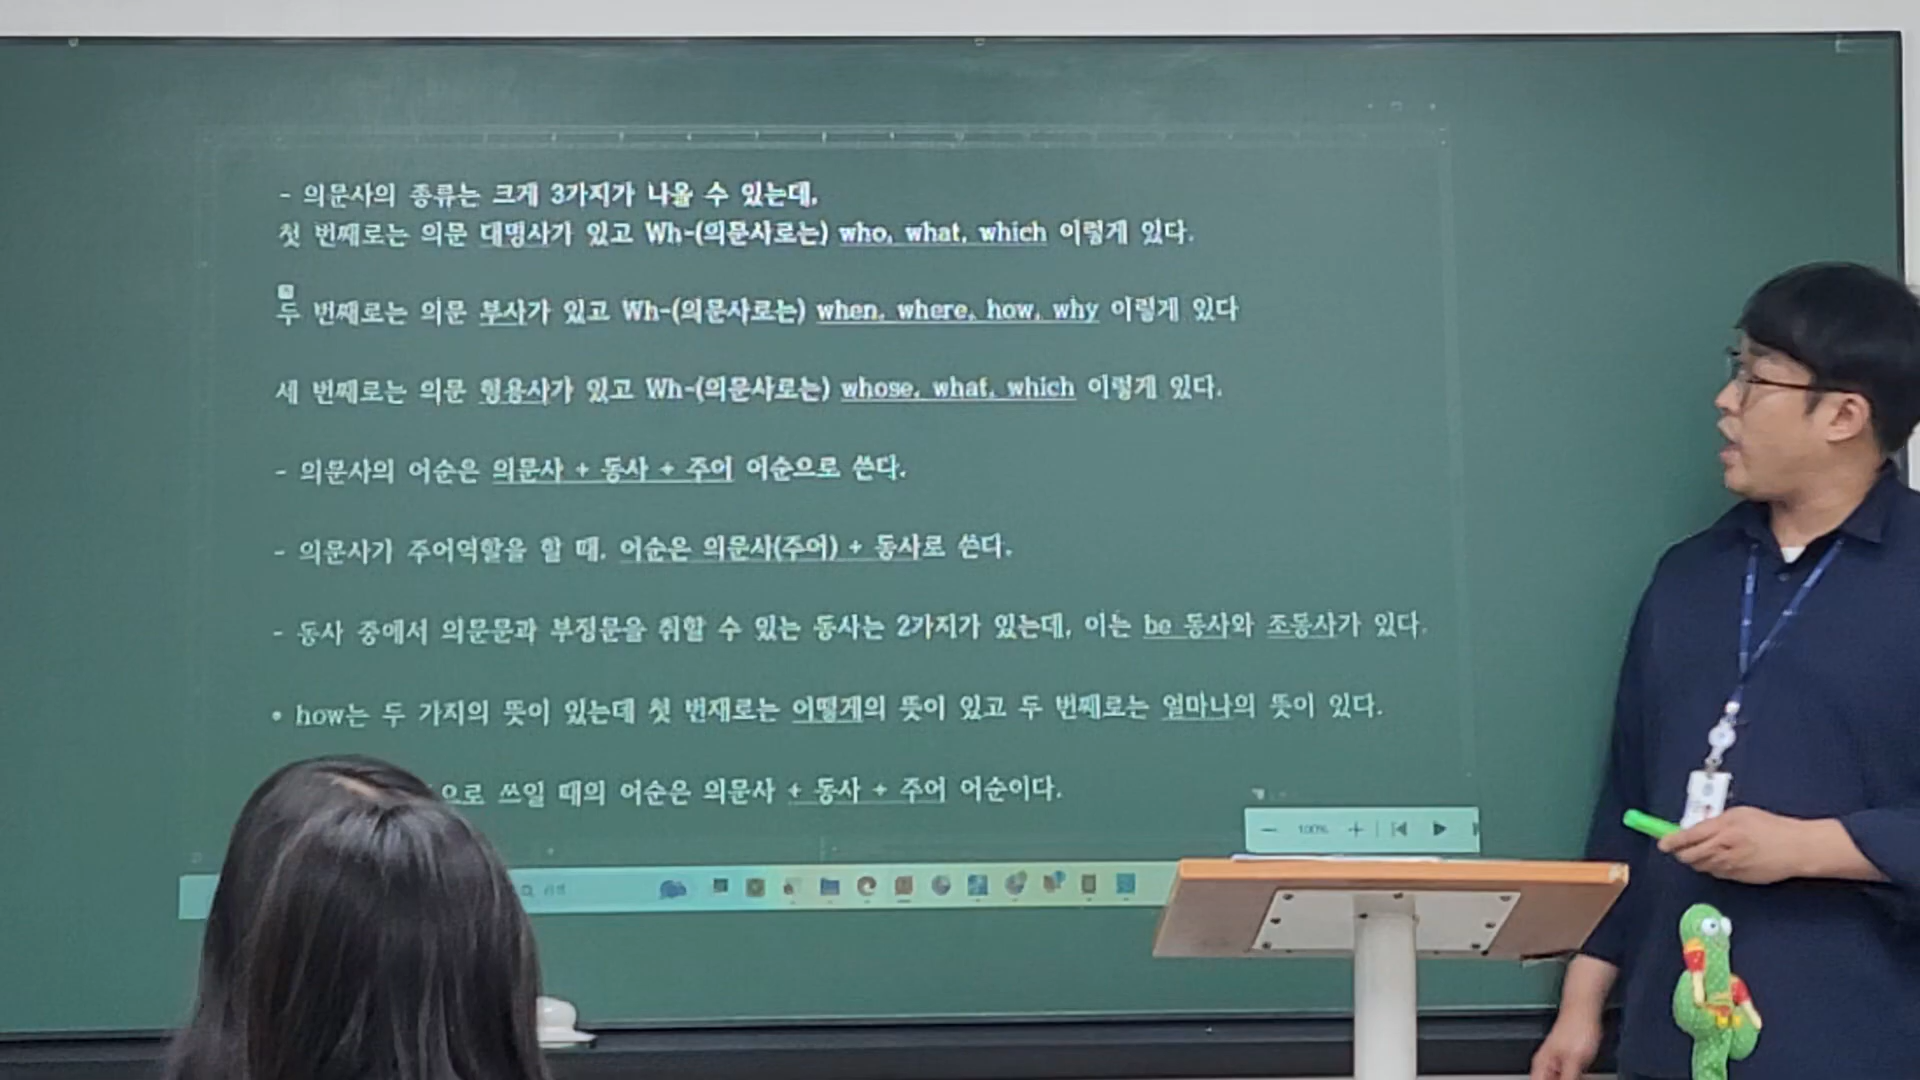 - 의문사의 종류는 크게 3가지가 나올 수 있는데,
첫 번째로는 의문 대명사가 있고 Wh-(의문사로는) who, what, which 이렇게 있다.
두 번째로는 의문 부사가 있고 Wh-(의문사로는) when, where, how, why 이렇게 있다
세 번째로는 의문 형용사가 있고 Wh-(의문사로는) whose, what, which 이렇게 있다.
- 의문사의 어순은 의문사 + 동사 + 주어 어순으로 쓴다.
- 의문사가 주어역할을 할 때, 어순은 의문사(주어) + 동사로 쓴다.
- 동사 중에서 의문문과 부정문을 취할 수 있는 동사는 2가지가 있는데, 이는 be 동사와 조동사가 있다.
• how는 두 가지의 뜻이 있는데 첫 번재로는 어떻게의 뜻이 있고 두 번째로는 얼마나의 뜻이 있다.
으로 쓰일 때의 어순은 의문사 + 동사 + 주어 어순이다.
100%